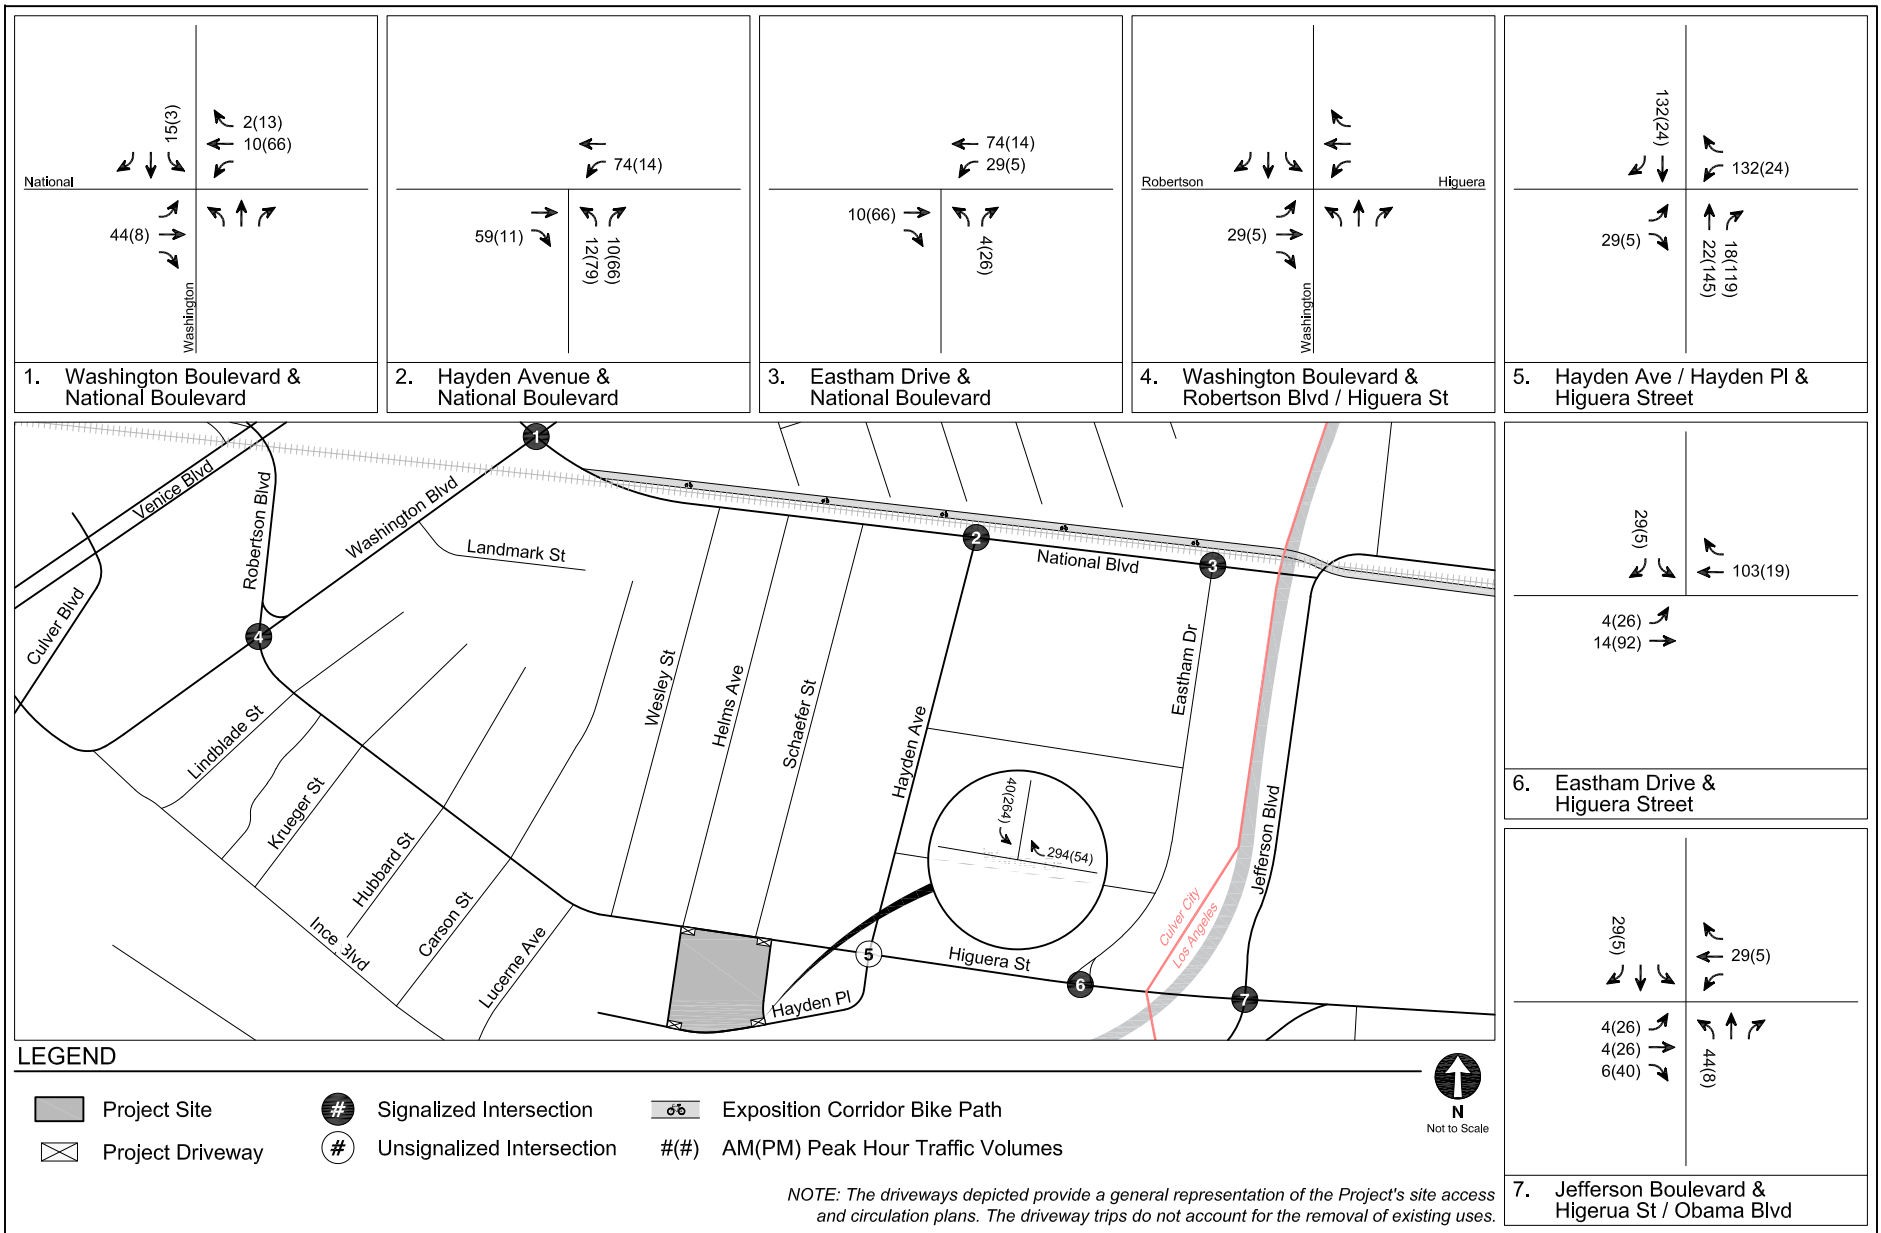 15(3)
2(13)
10(66)
National
44(8)
Washington
1. Washington Boulevard &
National Boulevard
74(14)
59(11)
12(79)
10(66)
2. Hayden Avenue &
National Boulevard
74(14)
29(5)
10(66)
4(26)
3. Eastham Drive &
National Boulevard
Robertson
Higuera
29(5)
Washington
4. Washington Boulevard &
Robertson Blvd / Higuera St
132(24)
132(24)
29(5)
22(145)
18(119)
5. Hayden Ave / Hayden Pl &
Higuera Street
29(5)
103(19)
4(26)
14(92)
6. Eastham Drive &
Higuera Street
29(5)
29(5)
4(26)
4(26)
6(40)
44(8)
7. Jefferson Boulevard &
Higerua St / Obama Blvd
1
Venice Blvd
Robertson Blvd
Washington Blvd
Landmark St
2
National Blvd
3
Culver Blvd
4
Lindblade St
Krueger St
Hubbard St
Carson St
Ince Blvd
Lucerne Ave
Wesley St
Helms Ave
Schaefer St
Hayden Ave
Eastham Dr
Jefferson Blvd
40(264)
294(54)
Culver City
Los Angeles
5
Higuera St
6
7
Hayden Pl
LEGEND
Project Site
# Signalized Intersection
Exposition Corridor Bike Path
Project Driveway
# Unsignalized Intersection
#(#) AM(PM) Peak Hour Traffic Volumes
N
Not to Scale
NOTE: The driveways depicted provide a general representation of the Project's site access
and circulation plans. The driveway trips do not account for the removal of existing uses.